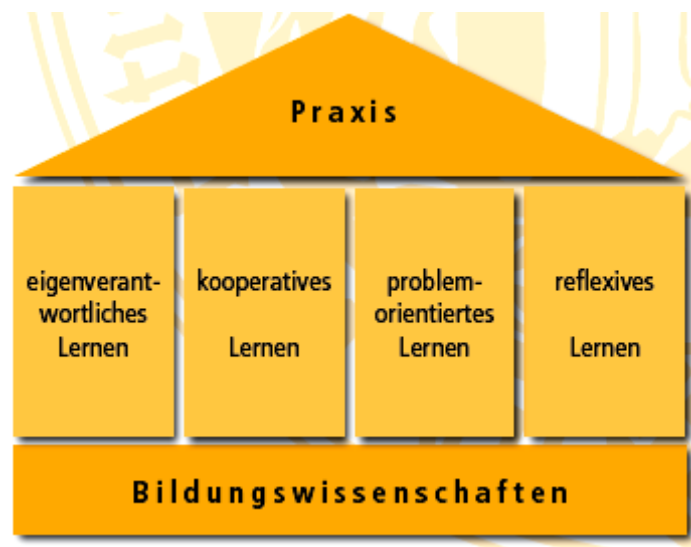 Praxis
eigenverant-
wortliches
Lernen
kooperatives
Lernen
problem-
orientiertes
Lernen
reflexives
Lernen
Bildungswissenschaften